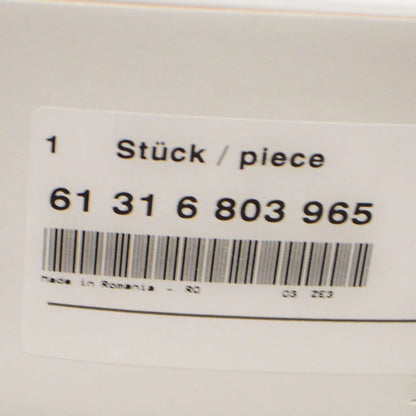 1 Stück / piece
61 31 6 803 965
Made in Romania - RO 03 ZE3